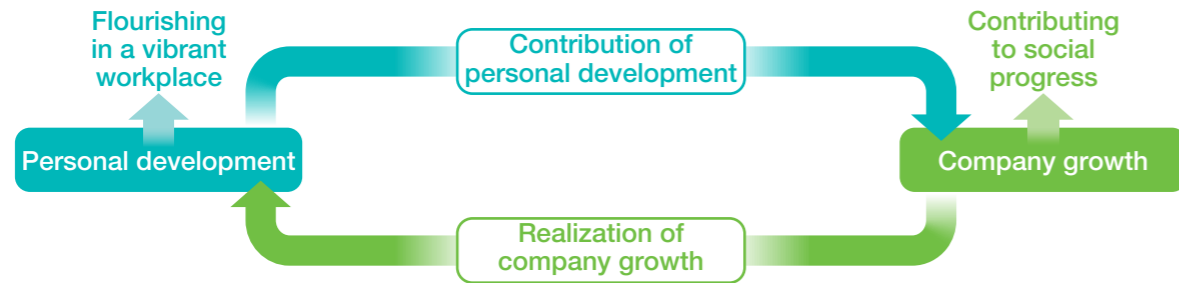 Flourishing
in a vibrant
workplace
Contribution of
personal development
Contributing
to social
progress
Personal development
Company growth
Realization of
company growth